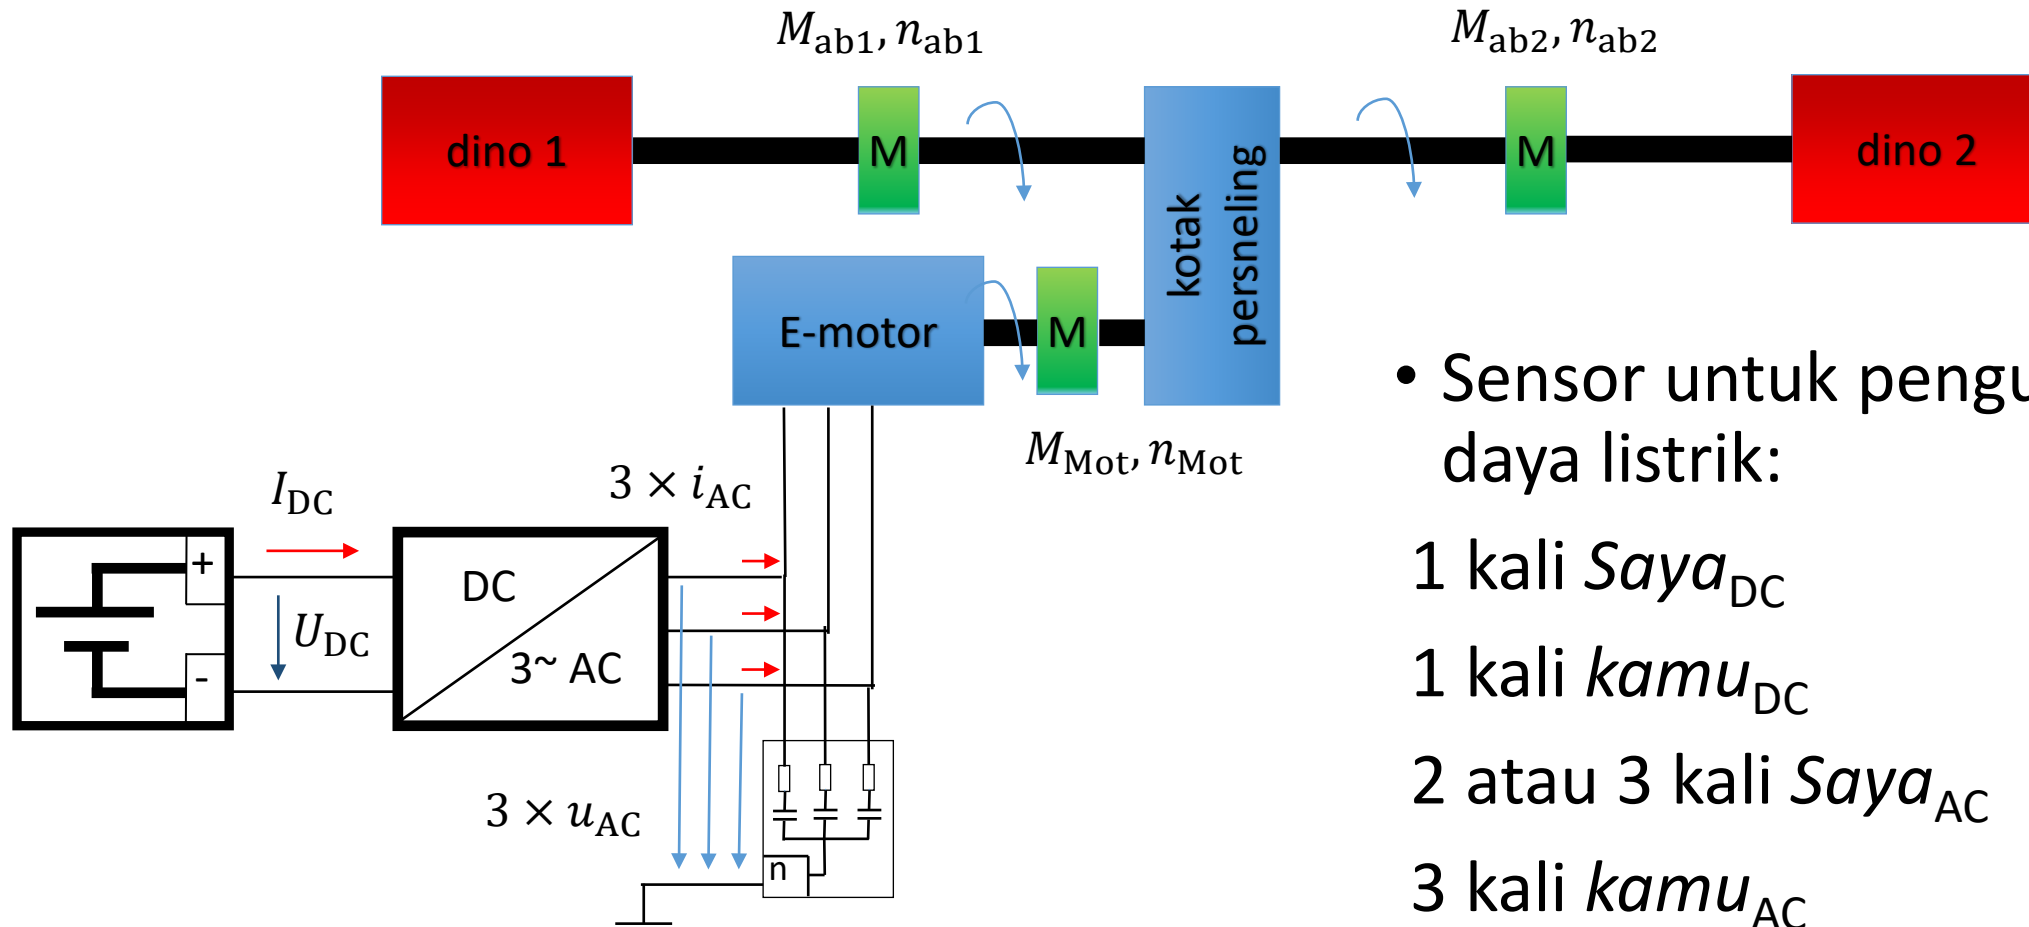 M_ab1, n_ab1
M_ab2, n_ab2
dino 1
M
M
dino 2
kotak
persneling
E-motor
M
M_Mot, n_Mot
I_DC
3 × i_AC
+
DC
U_DC
3~ AC
-
3 × u_AC
n
• Sensor untuk
daya listrik:
1 kali Saya_DC
1 kali kamu_DC
2 atau 3 kali Saya_AC
3 kali kamu_AC